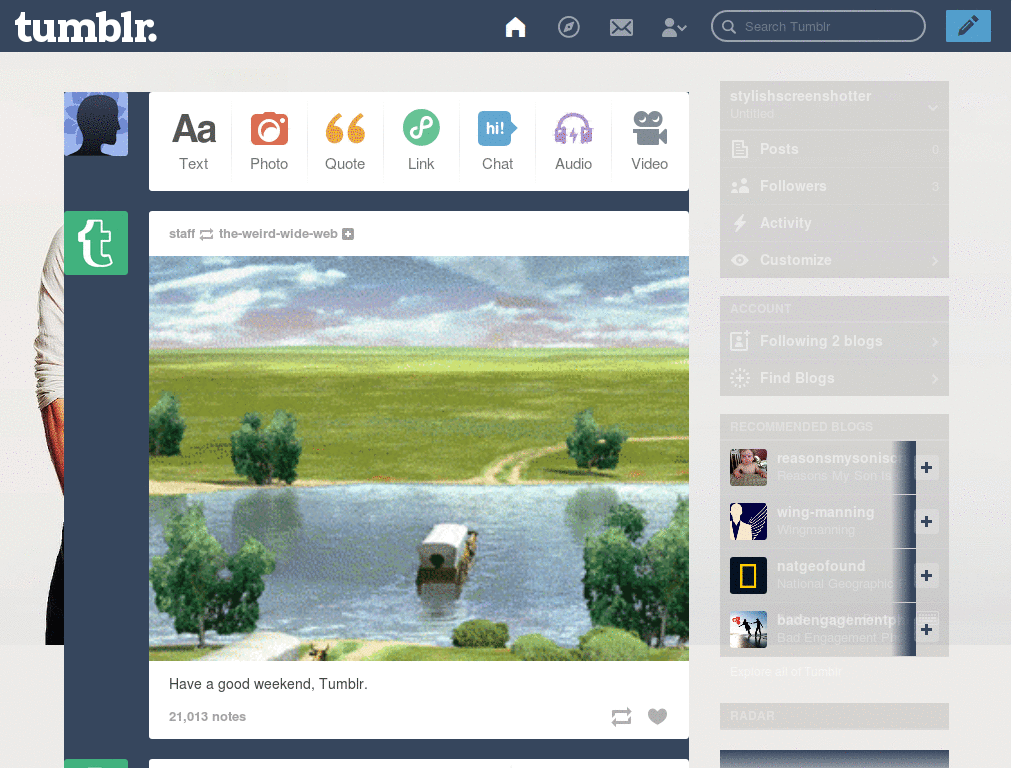 tumblr.
Search Tumblr
Aa
hi!
Text
Photo
Quote
Link
Chat
Audio
Video
staff the-weird-wide-web
Have a good weekend, Tumblr.
21,013 notes
stylishscreenshotter
Untitled
Posts 0
Followers 3
Activity
Customize
ACCOUNT
Following 2 blogs
Find Blogs
RECOMMENDED BLOGS
reasonsmysonisc
Reasons My Son Is C
wing-manning
Wingmanning
natgeofound
National Geographic F
badengagementph
Bad Engagement Ph
Explore all of Tumblr
RADAR